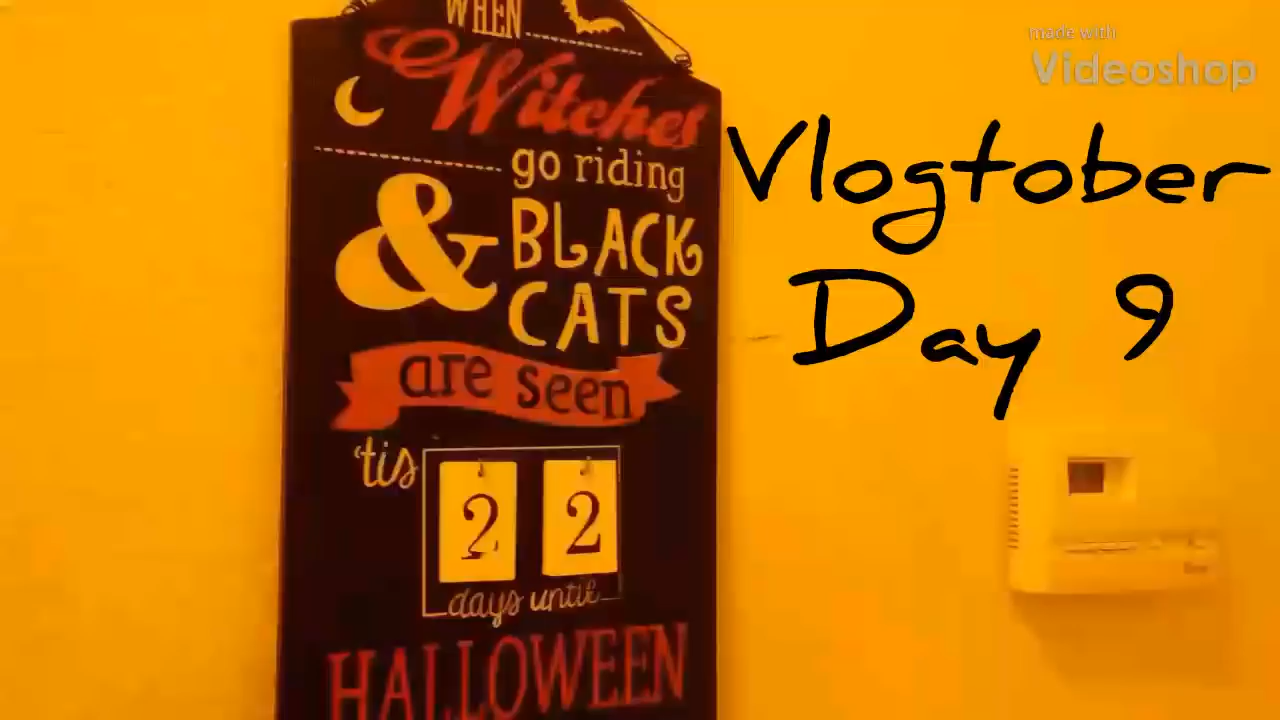 WHEN
Witches
go riding
& BLACK
CATS
are seen
'tis
2 2
days until
HALLOWEEN
made with
Videoshop
Vlogtober
Day 9